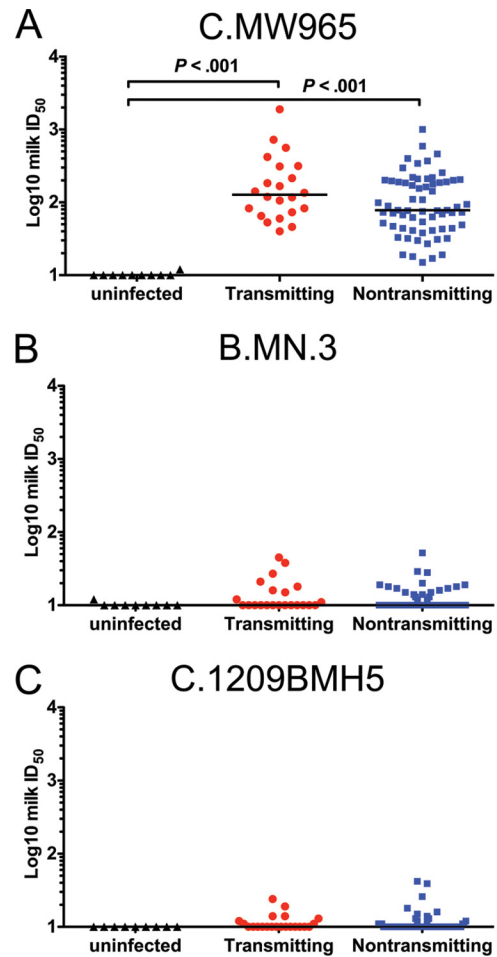 A
C.MW965
4
P < .001
P < .001
3
Log10 milk ID50
2
1
uninfected Transmitting Nontransmitting
B
B.MN.3
4
3
Log10 milk ID50
2
1
uninfected Transmitting Nontransmitting
C
C.1209BMH5
4
3
Log10 milk ID50
2
1
uninfected Transmitting Nontransmitting